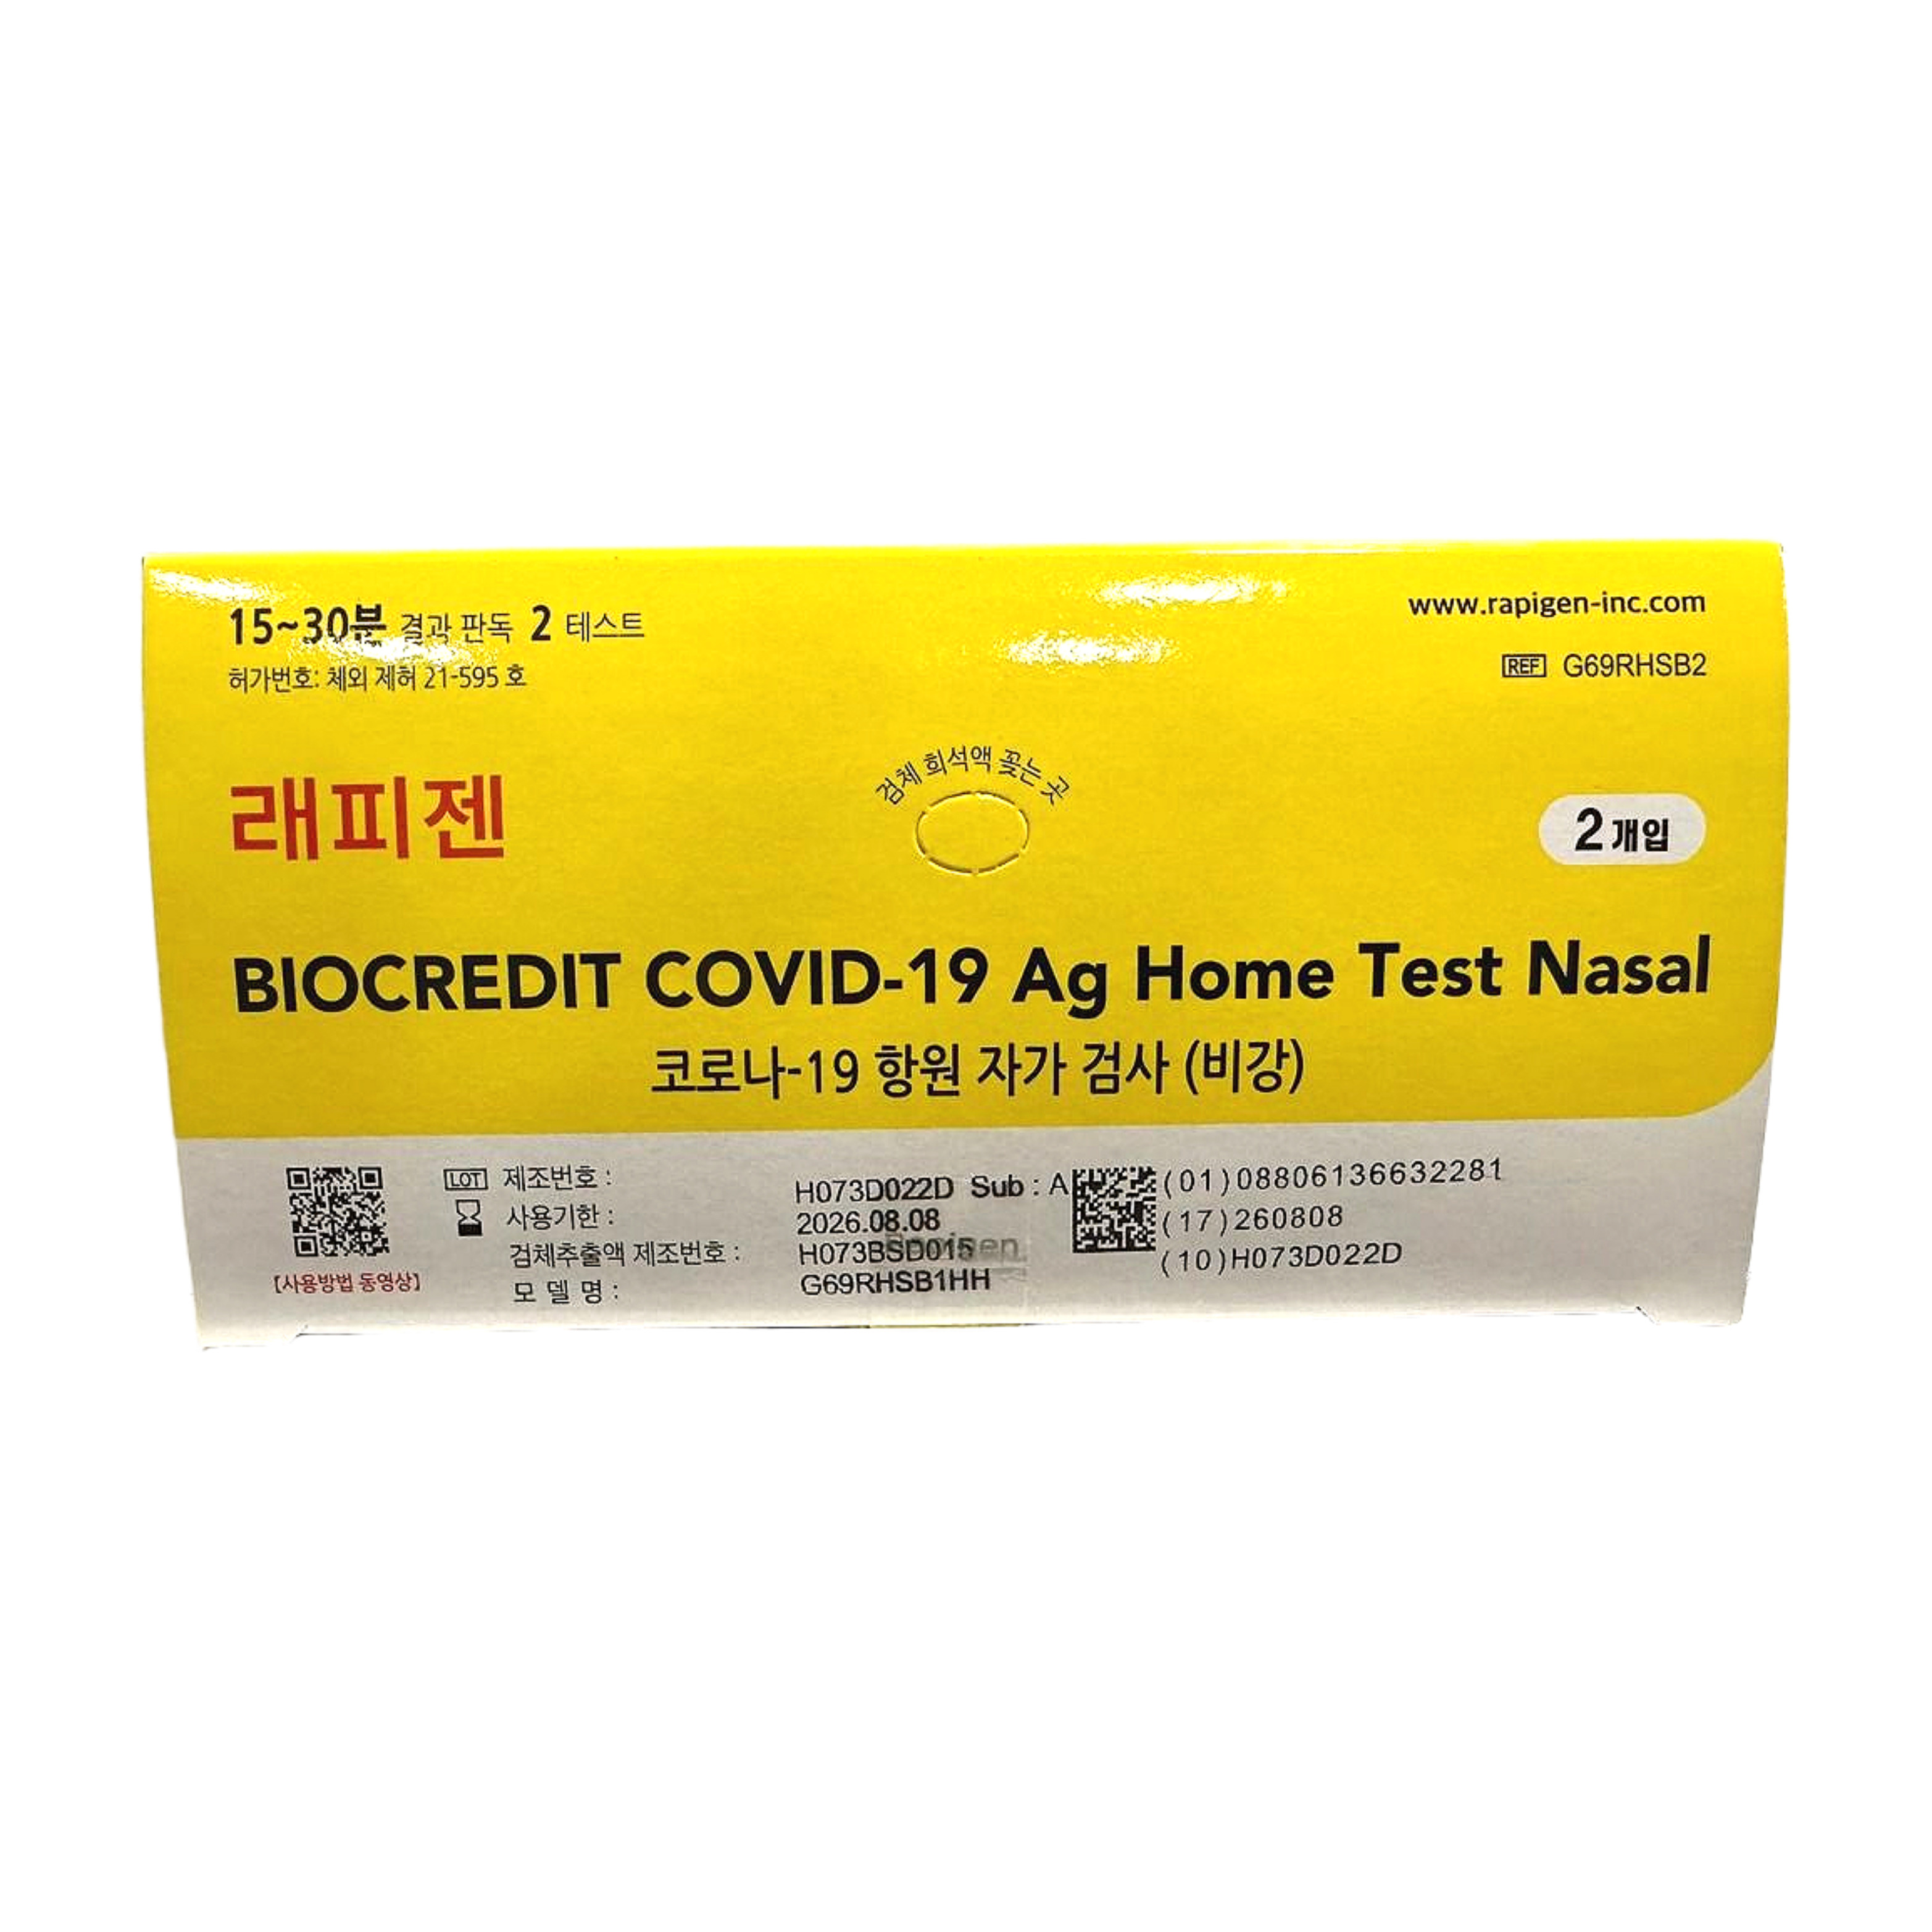 15~30분 결과 판독 2 테스트
허가번호: 체외 제허 21-595 호
www.rapigen-inc.com
REF G69RHSB2
래피젠
검체 희석액 꽂는 곳
2개입
BIOCREDIT COVID-19 Ag Home Test Nasal
코로나-19 항원 자가 검사 (비강)
[사용방법 동영상]
LOT 제조번호 : H073D022D Sub : A
사용기한 : 2026.08.08
검체추출액 제조번호 : H073BSD015
모 델 명 : G69RHSB1HH
Rapigen
(01)08806136632281
(17)260808
(10)H073D022D